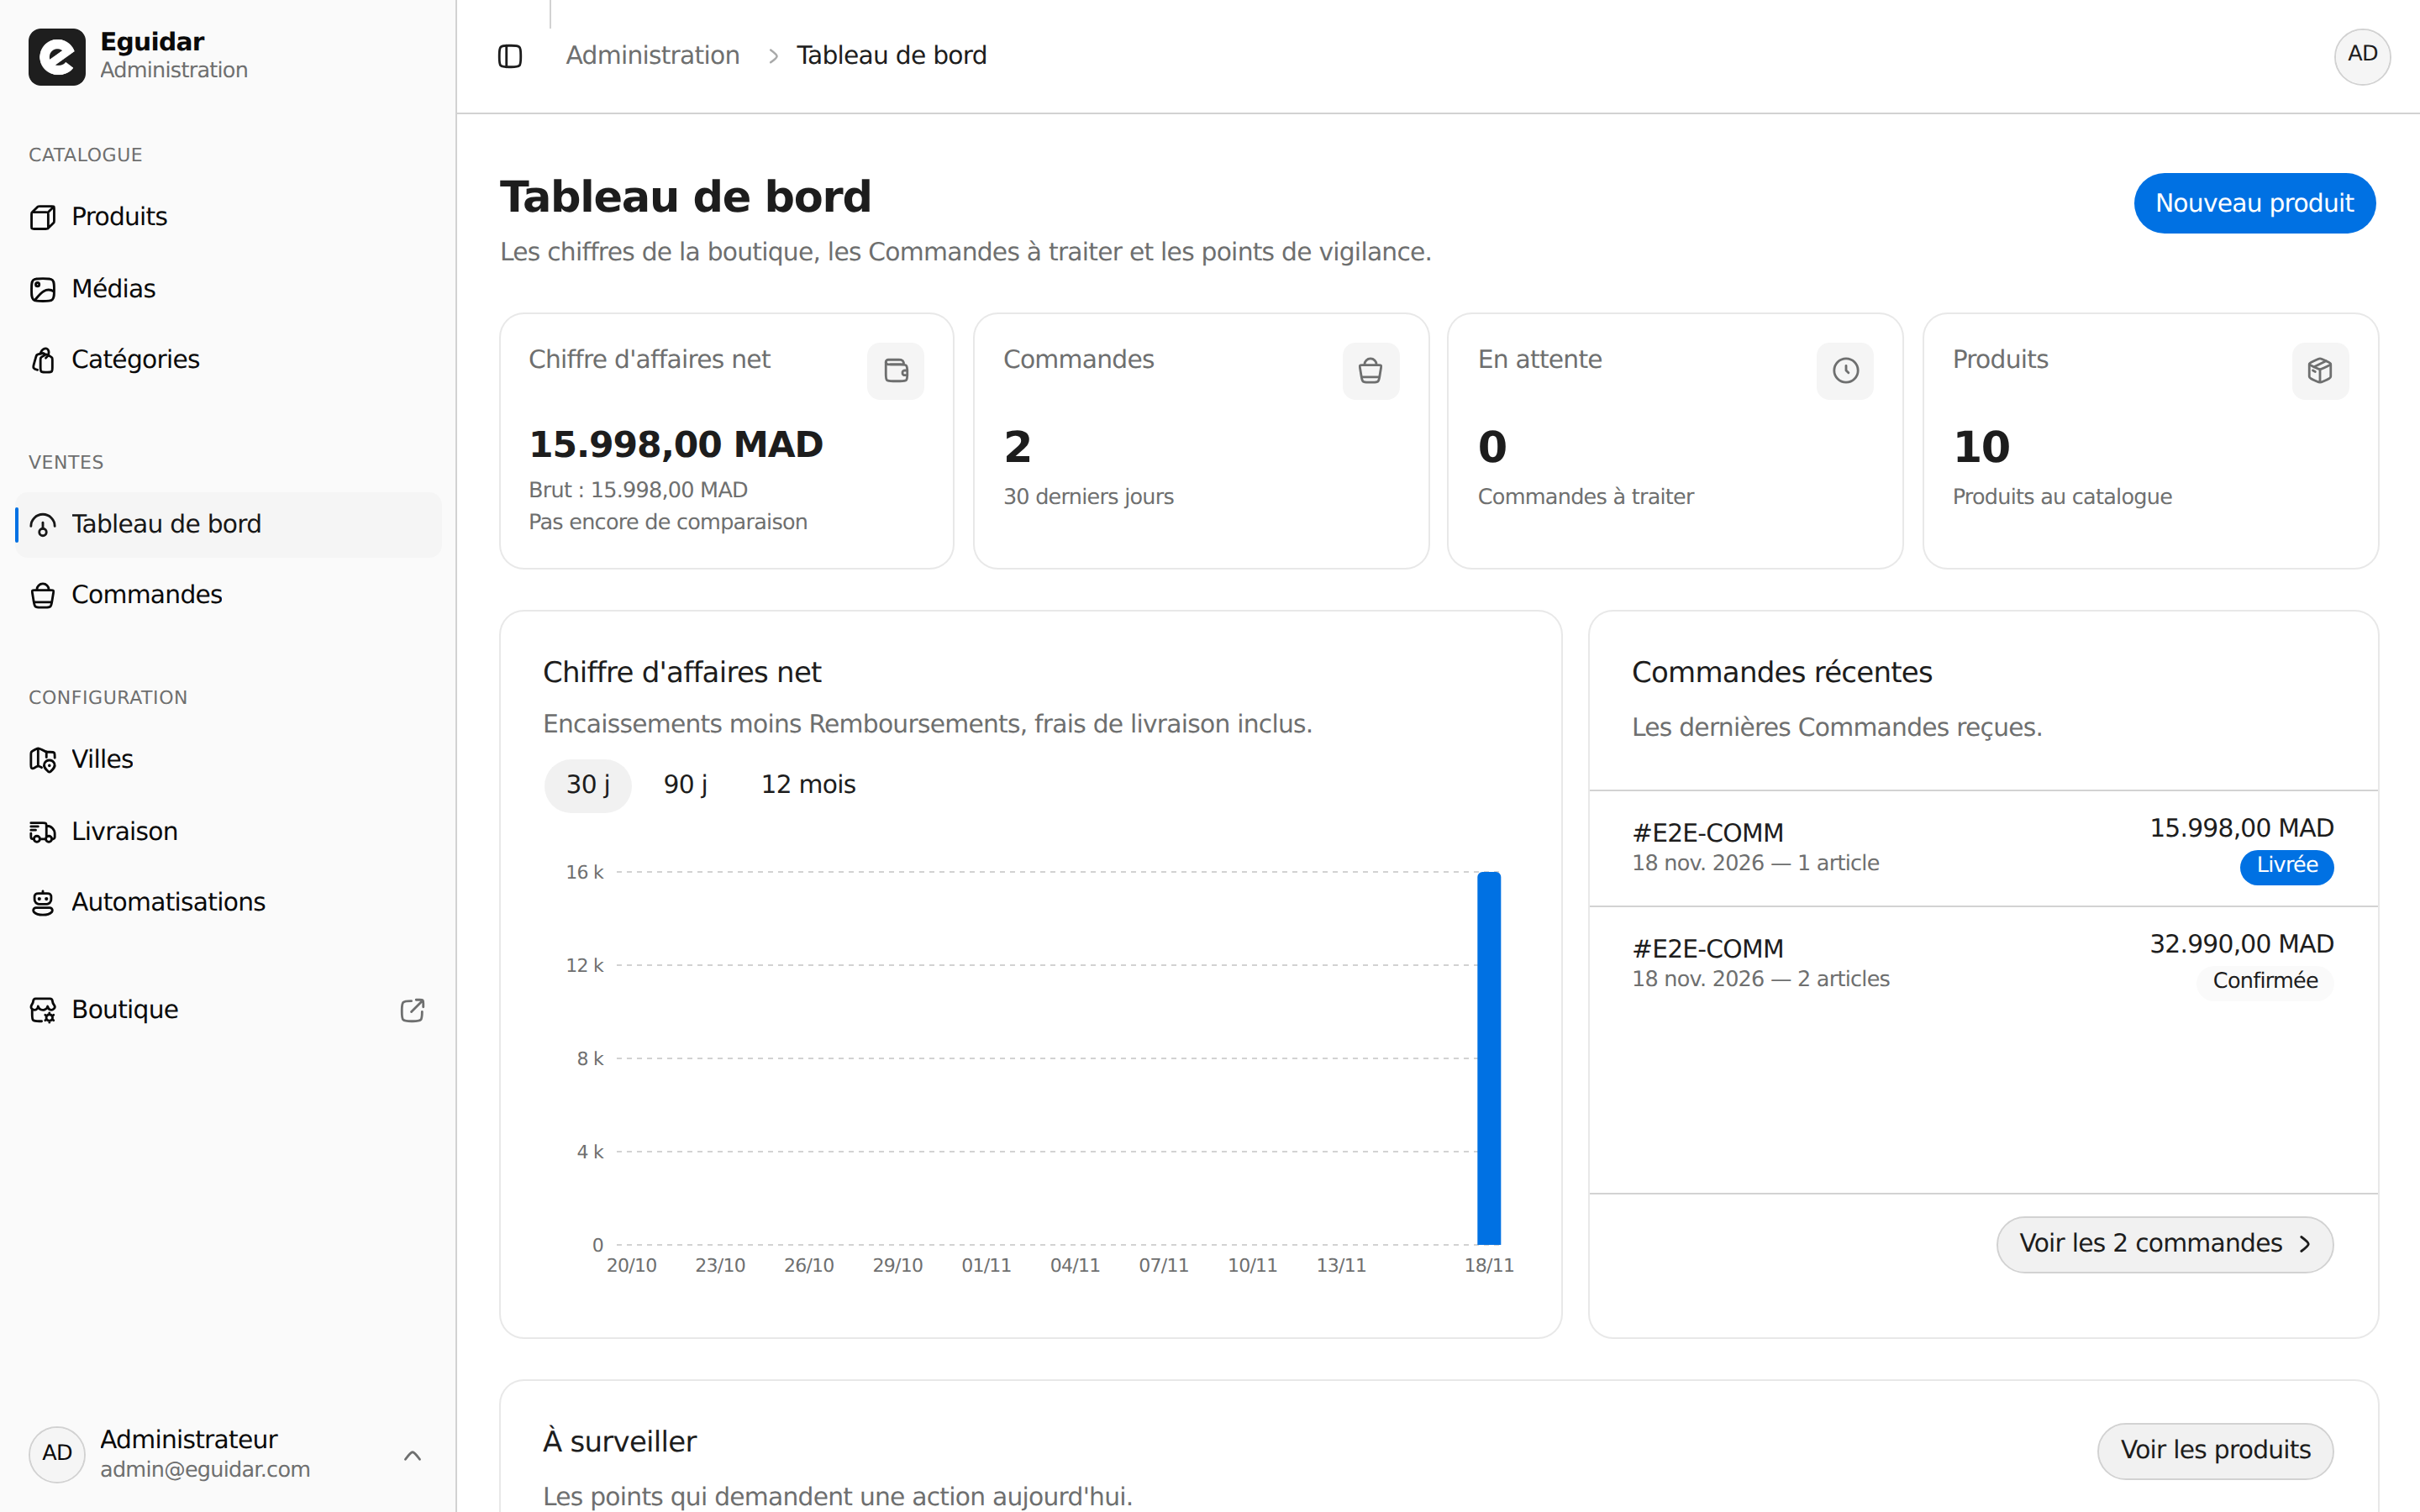 Eguidar
Administration
CATALOGUE
Produits
Médias
Catégories
VENTES
Tableau de bord
Commandes
CONFIGURATION
Villes
Livraison
Automatisations
Boutique
AD
Administrateur
admin@eguidar.com
Administration
Tableau de bord
AD
Tableau de bord
Les chiffres de la boutique, les Commandes à traiter et les points de vigilance.
Nouveau produit
Chiffre d'affaires net
15.998,00 MAD
Brut : 15.998,00 MAD
Pas encore de comparaison
Commandes
2
30 derniers jours
En attente
0
Commandes à traiter
Produits
10
Produits au catalogue
Chiffre d'affaires net
Encaissements moins Remboursements, frais de livraison inclus.
30 j 90 j 12 mois
16 k
12 k
8 k
4 k
0
20/10 23/10 26/10 29/10 01/11 04/11 07/11 10/11 13/11 18/11
Commandes récentes
Les dernières Commandes reçues.
#E2E-COMM
18 nov. 2026 — 1 article
15.998,00 MAD
Livrée
#E2E-COMM
18 nov. 2026 — 2 articles
32.990,00 MAD
Confirmée
Voir les 2 commandes
À surveiller
Les points qui demandent une action aujourd'hui.
Voir les produits